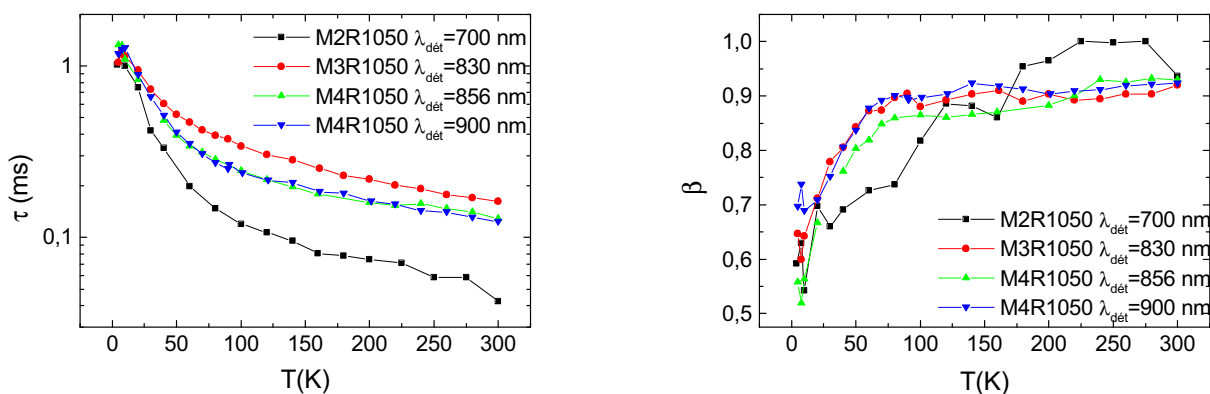 M2R1050 λdét=700 nm
M3R1050 λdét=830 nm
M4R1050 λdét=856 nm
M4R1050 λdét=900 nm
1
0,1
τ (ms)
0 50 100 150 200 250 300
T(K)
1,0
0,9
0,8
0,7
0,6
0,5
β
M2R1050 λdét=700 nm
M3R1050 λdét=830 nm
M4R1050 λdét=856 nm
M4R1050 λdét=900 nm
0 50 100 150 200 250 300
T(K)